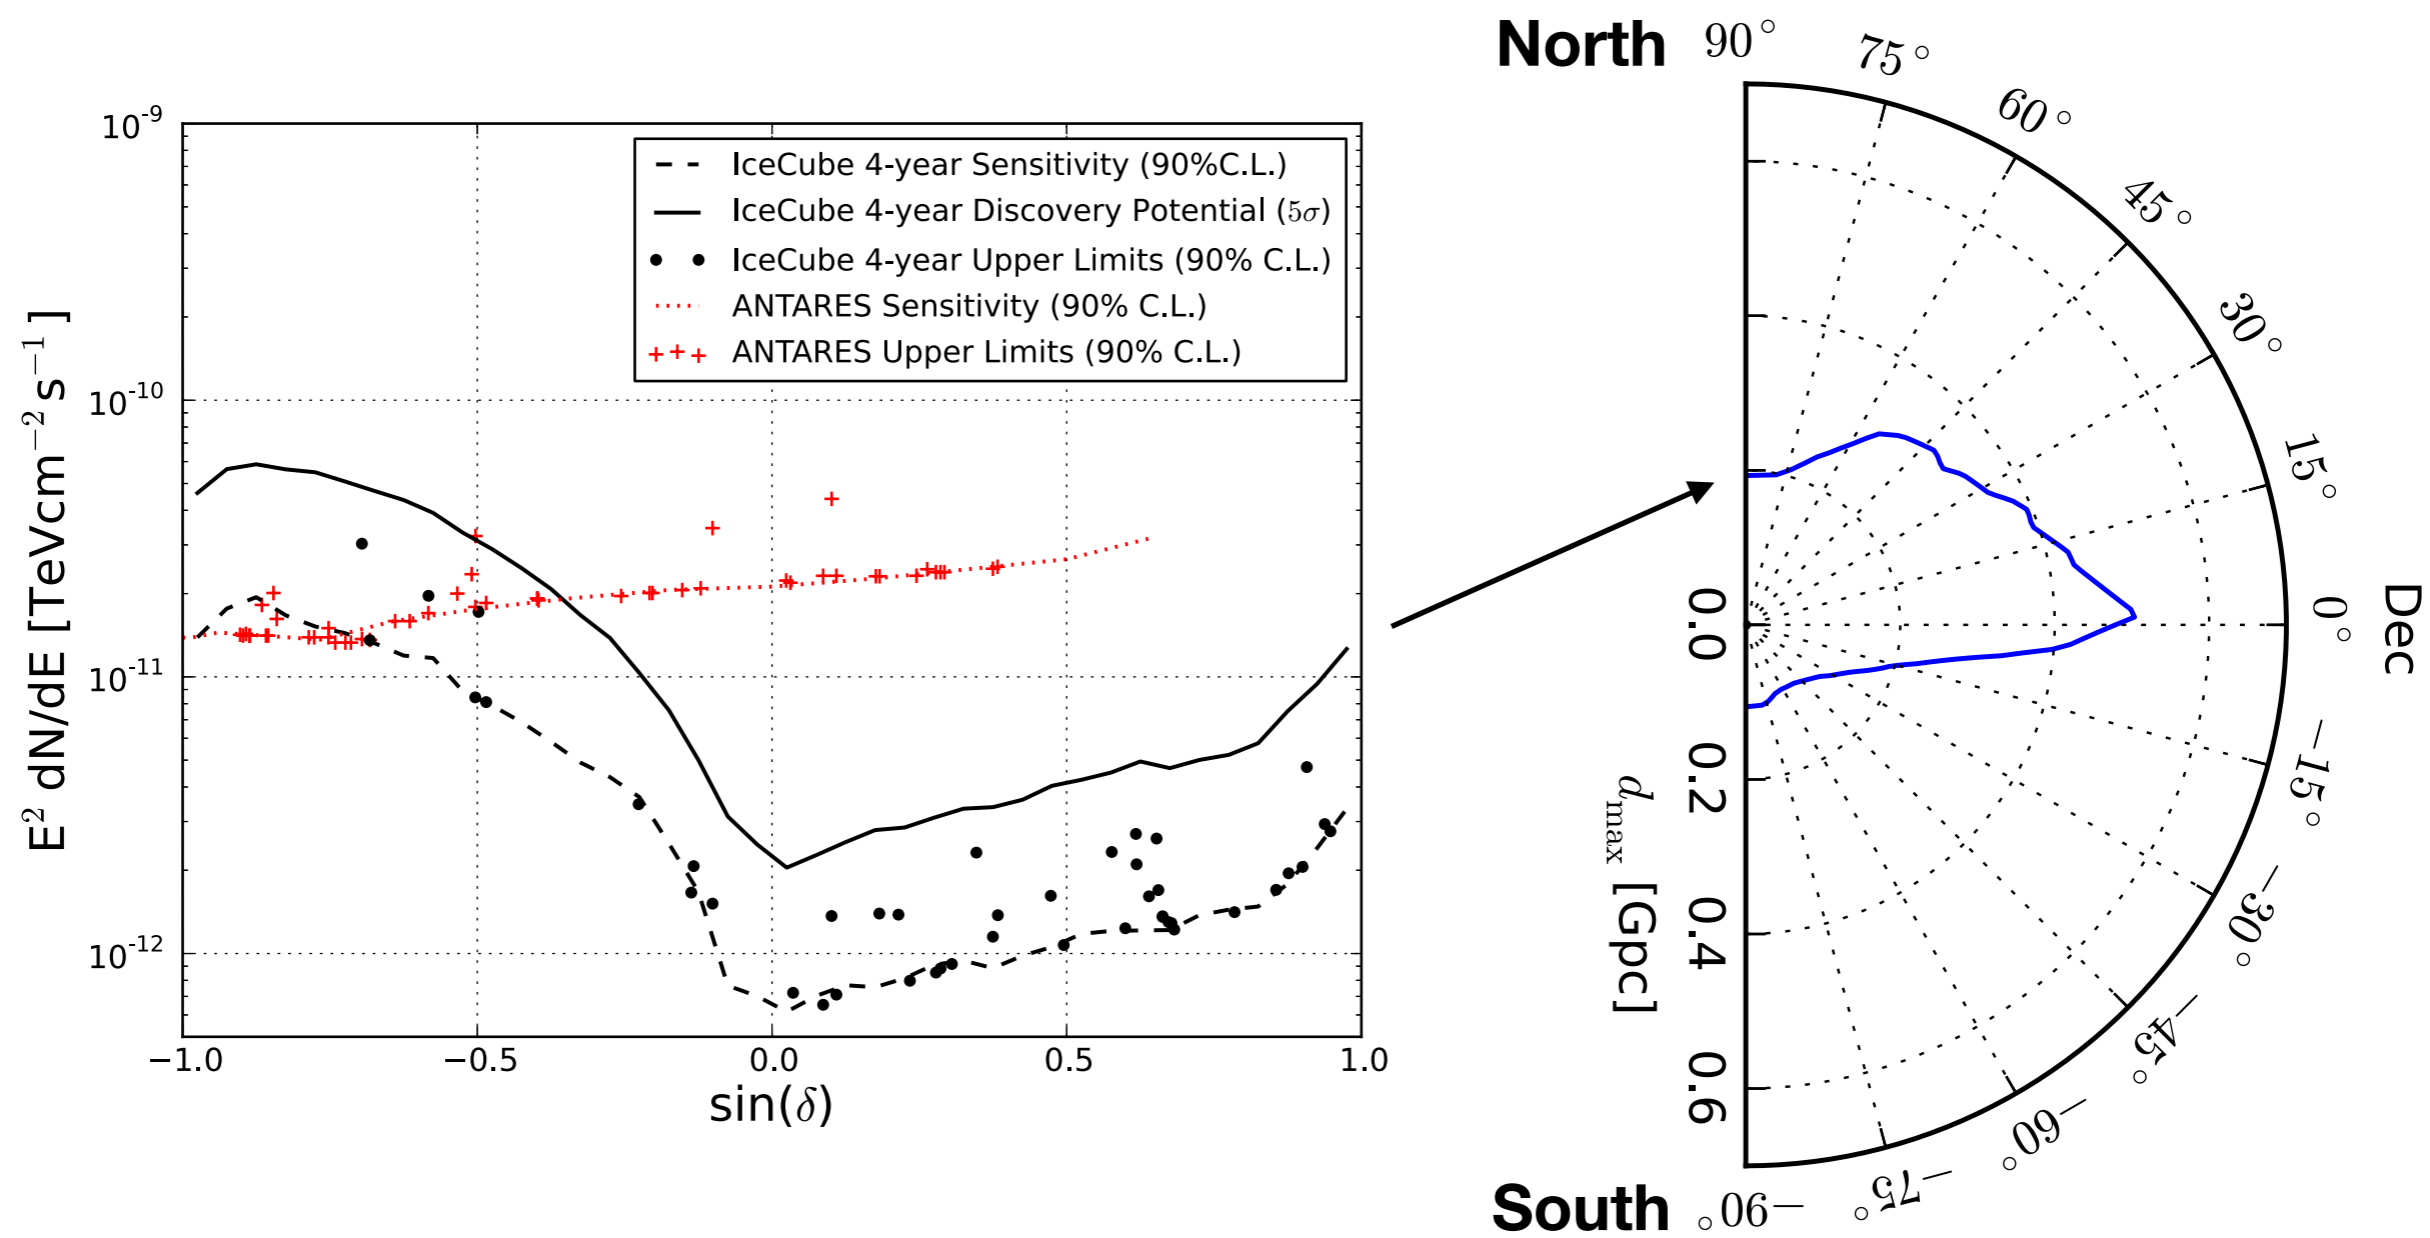 10⁻⁹
10⁻¹⁰
10⁻¹¹
10⁻¹²
E² dN/dE [TeVcm⁻²s⁻¹]
IceCube 4-year Sensitivity (90%C.L.)
IceCube 4-year Discovery Potential (5σ)
IceCube 4-year Upper Limits (90% C.L.)
ANTARES Sensitivity (90% C.L.)
ANTARES Upper Limits (90% C.L.)
−1.0
−0.5
0.0
0.5
1.0
sin(δ)
North
90°
75°
60°
45°
30°
15°
0°
−15°
−30°
−45°
−60°
−75°
−90°
South
Dec
0.0
0.2
0.4
0.6
d_max [Gpc]